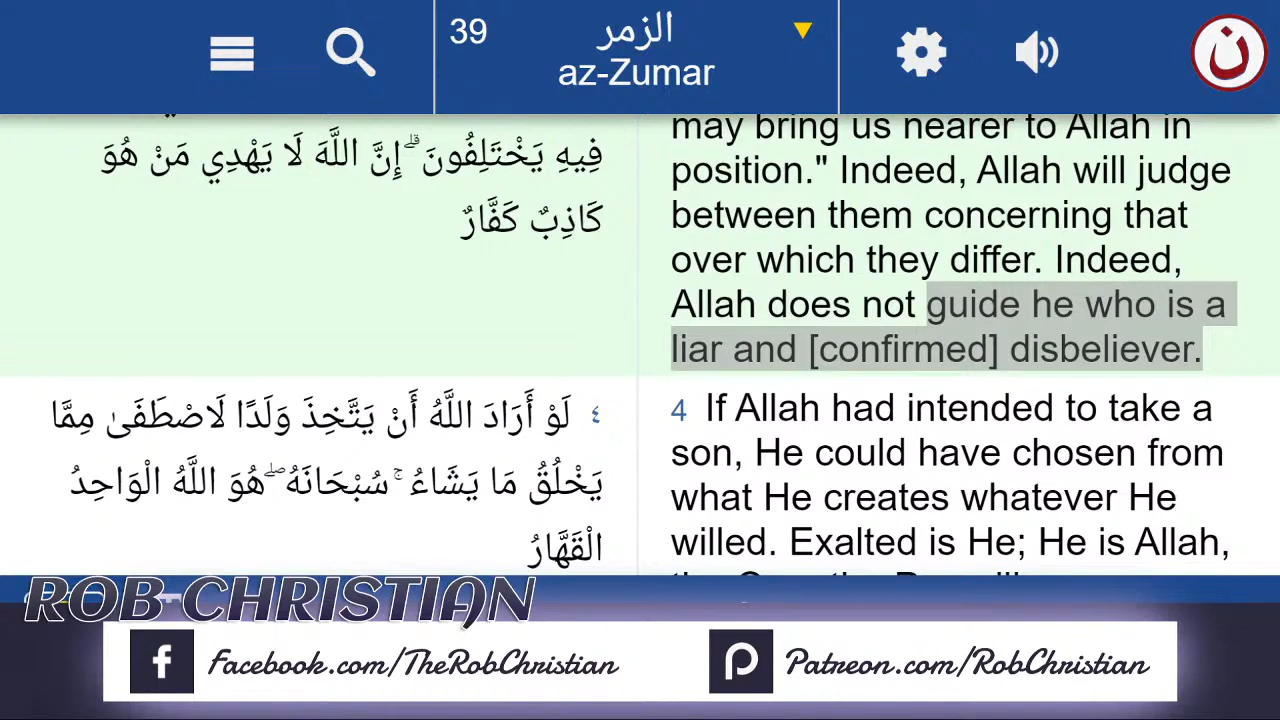 39
الزمر
az-Zumar
ن
فِيهِ يَخْتَلِفُونَ ۗ إِنَّ اللَّهَ لَا يَهْدِي مَنْ هُوَ
كَاذِبٌ كَفَّارٌ
may bring us nearer to Allah in
position." Indeed, Allah will judge
between them concerning that
over which they differ. Indeed,
Allah does not guide he who is a
liar and [confirmed] disbeliever.
٤ لَوْ أَرَادَ اللَّهُ أَنْ يَتَّخِذَ وَلَدًا لَاصْطَفَىٰ مِمَّا
يَخْلُقُ مَا يَشَاءُ ۚ سُبْحَانَهُ ۖ هُوَ اللَّهُ الْوَاحِدُ
الْقَهَّارُ
4 If Allah had intended to take a
son, He could have chosen from
what He creates whatever He
willed. Exalted is He; He is Allah,
ROB CHRISTIAN
Facebook.com/TheRobChristian
Patreon.com/RobChristian